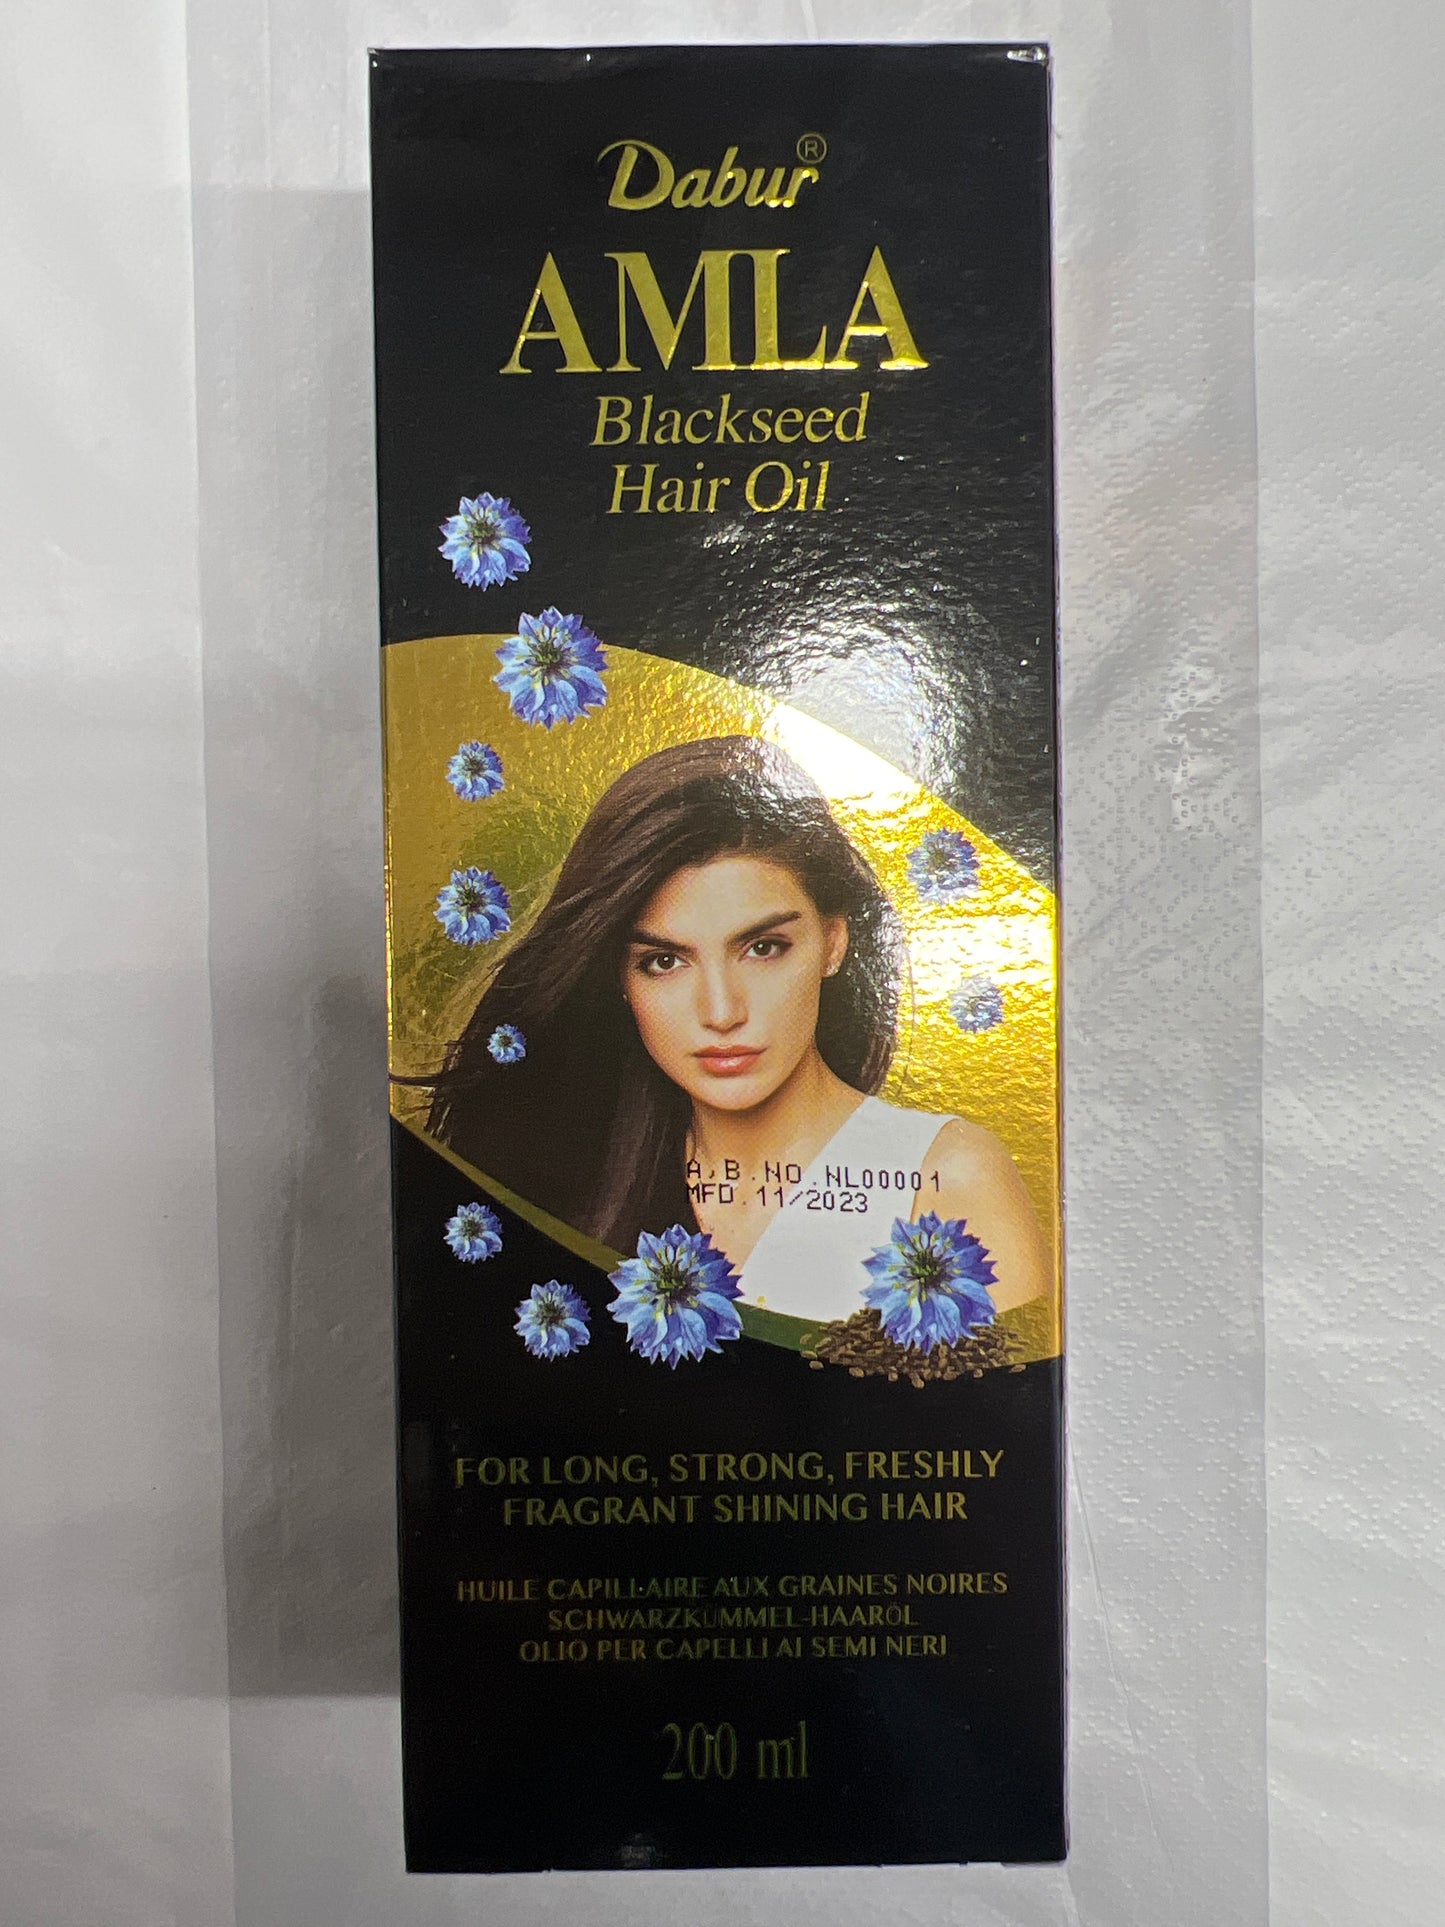 Dabur®
AMLA
Blackseed
Hair Oil
A.B.NO.NL00001
MFD.11/2023
FOR LONG, STRONG, FRESHLY
FRAGRANT SHINING HAIR
HUILE CAPILLAIRE AUX GRAINES NOIRES
SCHWARZKÜMMEL-HAARÖL
OLIO PER CAPELLI AI SEMI NERI
200 ml